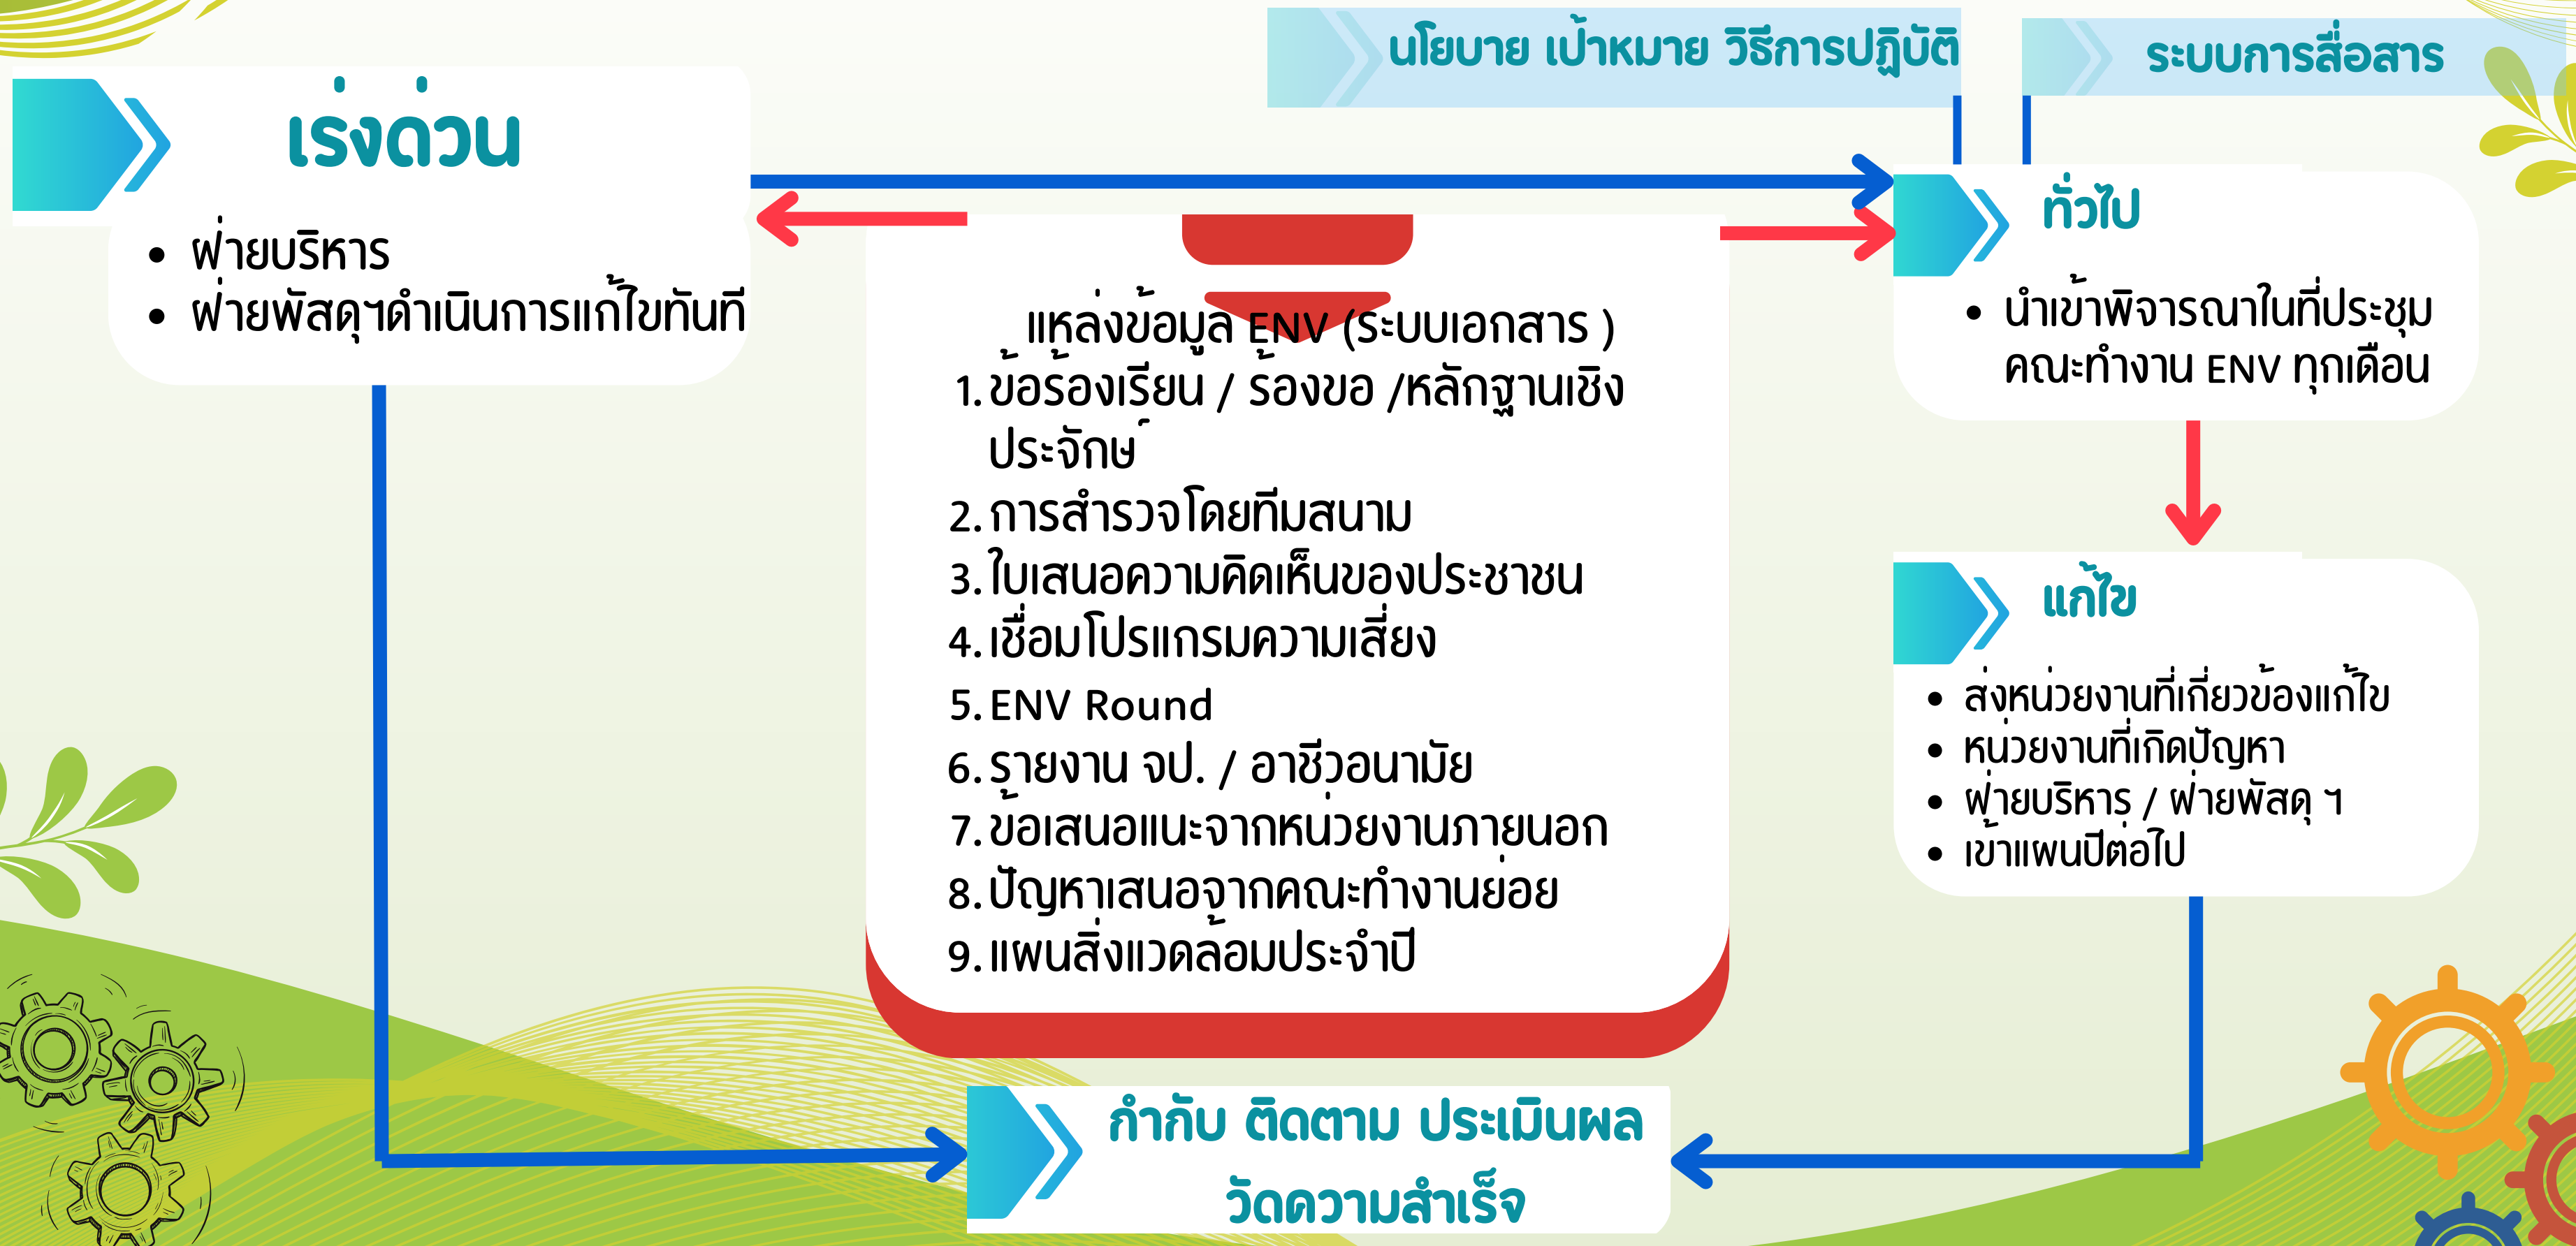 นโยบาย เป้าหมาย วิธีการปฏิบัติ
ระบบการสื่อสาร
เร่งด่วน
• ฝ่ายบริหาร
• ฝ่ายพัสดุฯดำเนินการแก้ไขทันที
แหล่งข้อมูล ENV (ระบบเอกสาร )
1. ข้อร้องเรียน / ร้องขอ /หลักฐานเชิง
ประจักษ์
2. การสำรวจโดยทีมสนาม
3. ใบเสนอความคิดเห็นของประชาชน
4. เชื่อมโปรแกรมความเสี่ยง
5. ENV Round
6. รายงาน จป. / อาชีวอนามัย
7. ข้อเสนอแนะจากหน่วยงานภายนอก
8. ปัญหาเสนอจากคณะทำงานย่อย
9. แผนสิ่งแวดล้อมประจำปี
ทั่วไป
• นำเข้าพิจารณาในที่ประชุม
คณะทำงาน ENV ทุกเดือน
แก้ไข
• ส่งหน่วยงานที่เกี่ยวข้องแก้ไข
• หน่วยงานที่เกิดปัญหา
• ฝ่ายบริหาร / ฝ่ายพัสดุ ฯ
• เข้าแผนปีต่อไป
กำกับ ติดตาม ประเมินผล
วัดความสำเร็จ